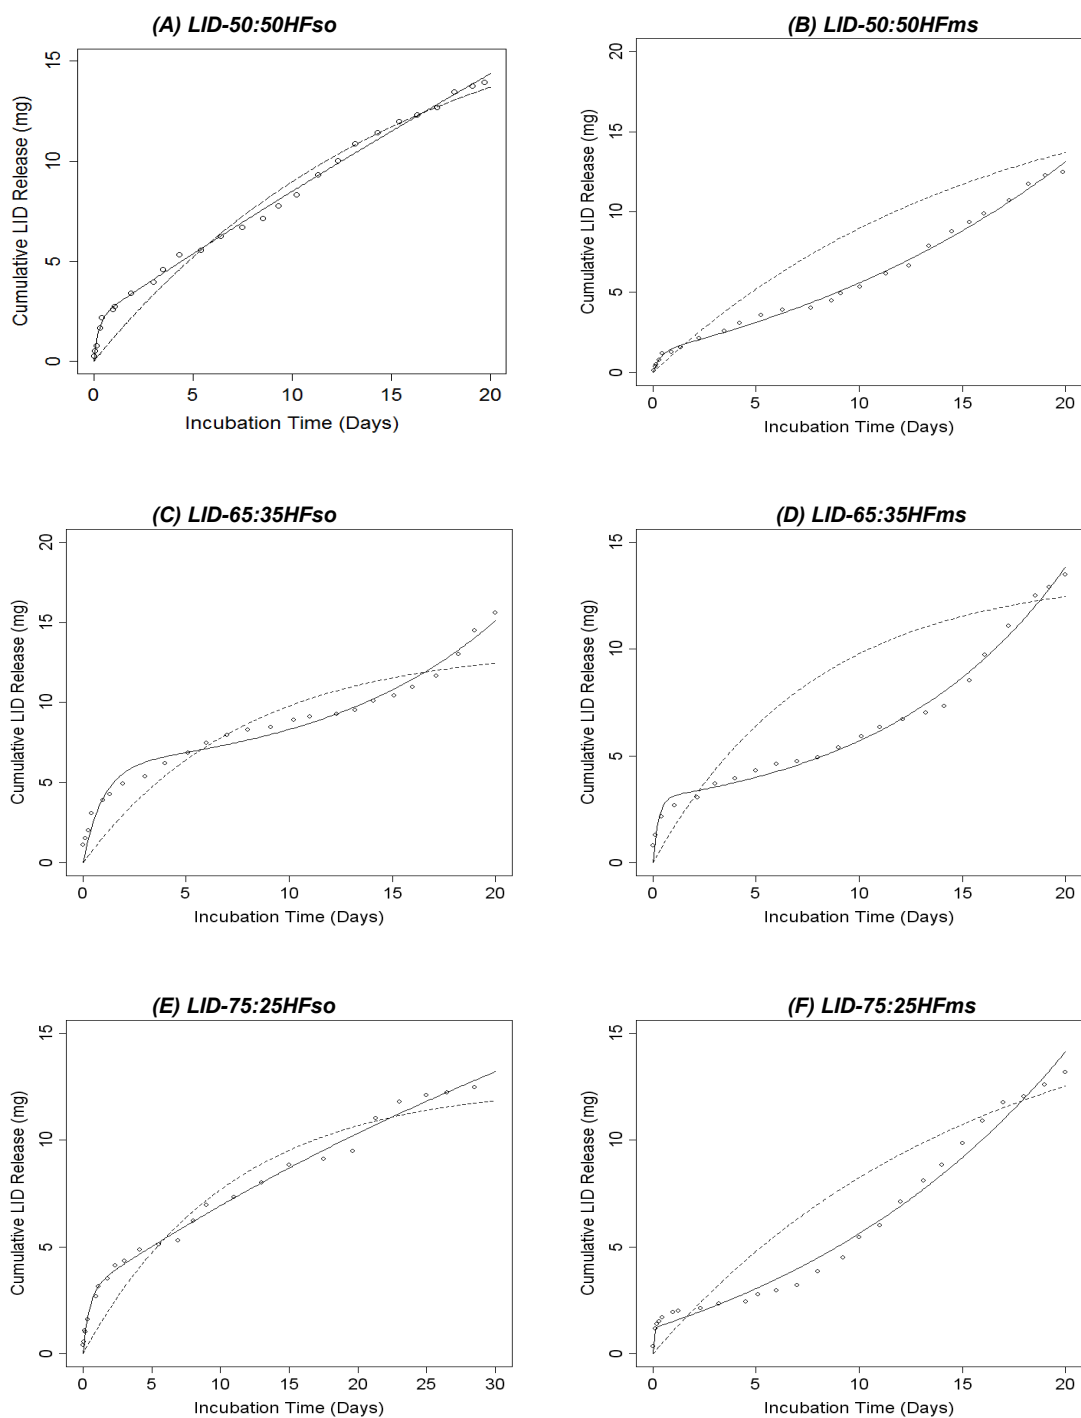 (A) LID-50:50HFso
Cumulative LID Release (mg)
15
10
5
0
0 5 10 15 20
Incubation Time (Days)
(B) LID-50:50HFms
Cumulative LID Release (mg)
20
15
10
5
0
0 5 10 15 20
Incubation Time (Days)
(C) LID-65:35HFso
Cumulative LID Release (mg)
20
15
10
5
0
0 5 10 15 20
Incubation Time (Days)
(D) LID-65:35HFms
Cumulative LID Release (mg)
15
10
5
0
0 5 10 15 20
Incubation Time (Days)
(E) LID-75:25HFso
Cumulative LID Release (mg)
15
10
5
0
0 5 10 15 20 25 30
Incubation Time (Days)
(F) LID-75:25HFms
Cumulative LID Release (mg)
15
10
5
0
0 5 10 15 20
Incubation Time (Days)